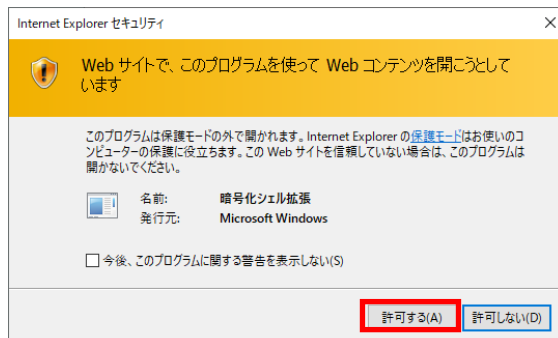 Internet Explorer セキュリティ
Web サイトで、このプログラムを使って Web コンテンツを開こうとして
います
このプログラムは保護モードの外で開かれます。Internet Explorer の保護モードはお使いのコ
ンピューターの保護に役立ちます。この Web サイトを信頼していない場合は、このプログラムは
開かないでください。
名前: 暗号化シェル拡張
発行元: Microsoft Windows
今後、このプログラムに関する警告を表示しない(S)
許可する(A) 許可しない(D)